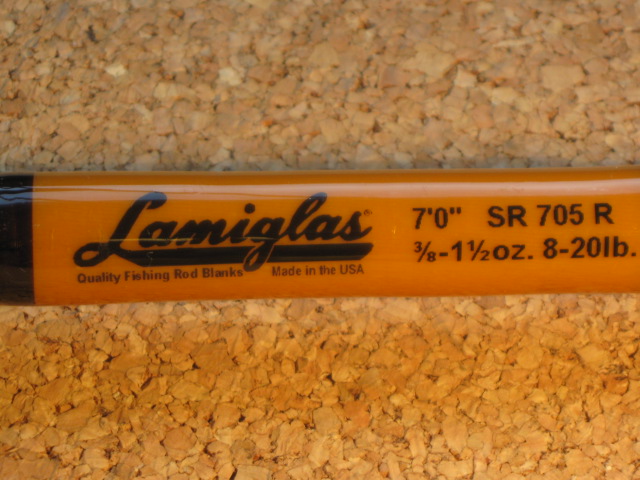 Lamiglas
Quality Fishing Rod Blanks Made in the USA
7'0" SR 705 R
⅜-1½oz. 8-20lb.